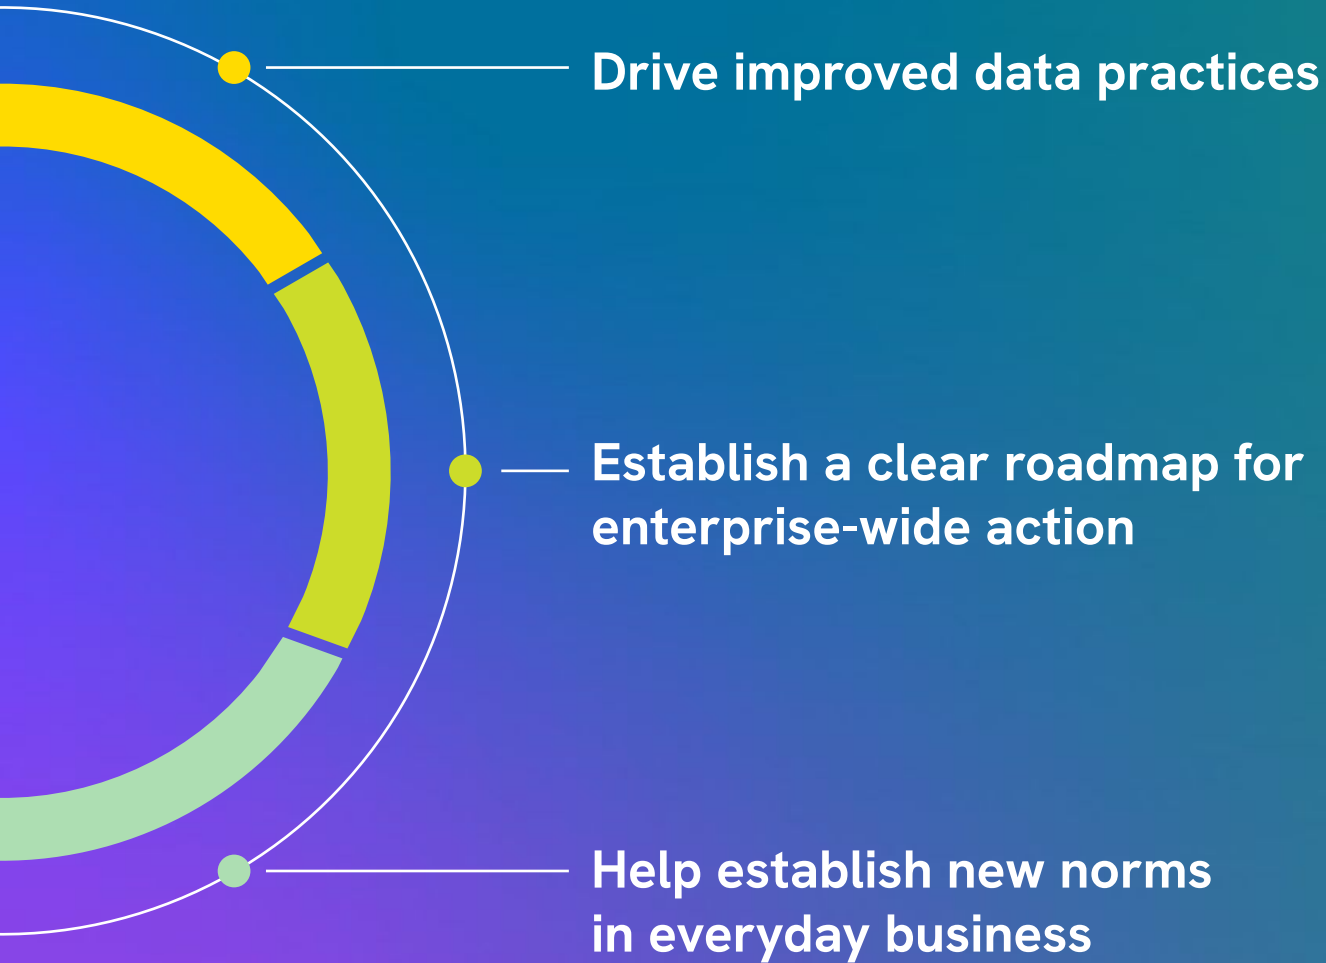 Drive improved data practices
Establish a clear roadmap for
enterprise-wide action
Help establish new norms
in everyday business